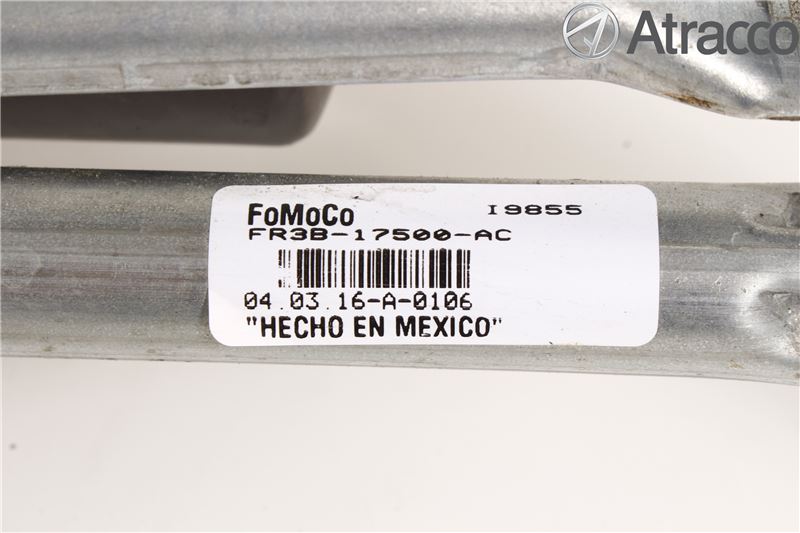 Atracco
FoMoCo I9855
FR3B-17500-AC
04.03.16-A-0106
"HECHO EN MEXICO"